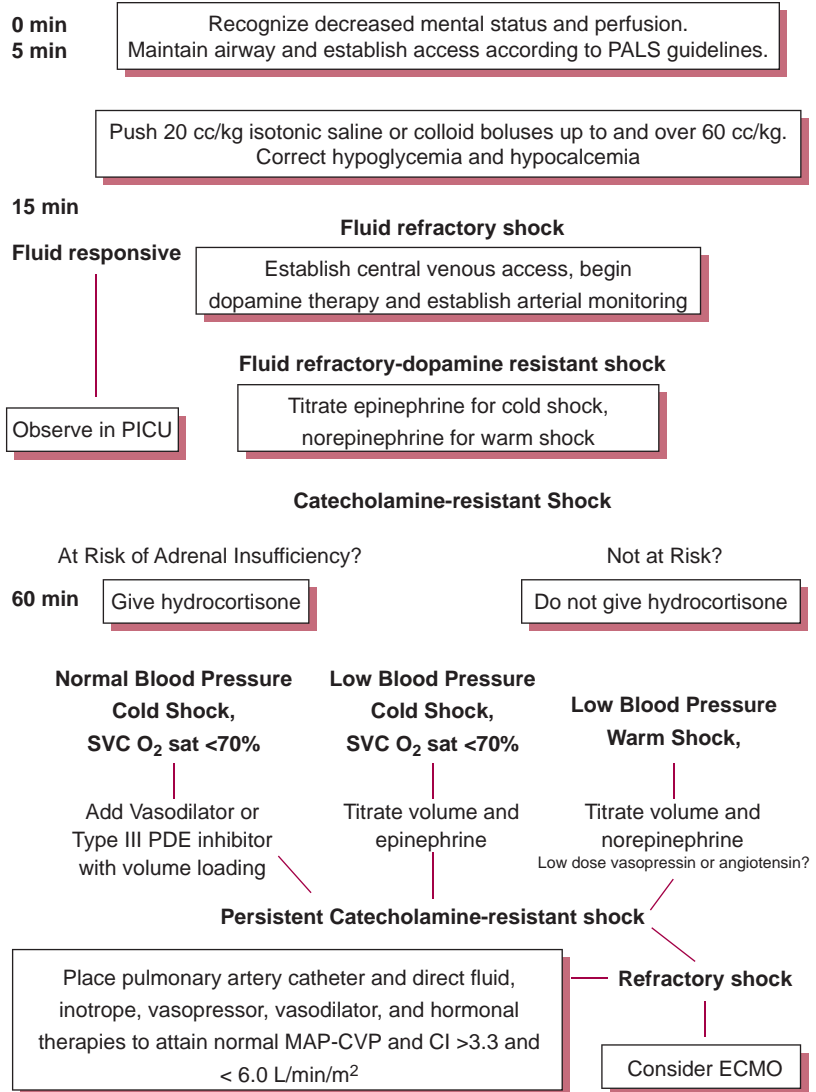 0 min
5 min
Recognize decreased mental status and perfusion.
Maintain airway and establish access according to PALS guidelines.
Push 20 cc/kg isotonic saline or colloid boluses up to and over 60 cc/kg.
Correct hypoglycemia and hypocalcemia
15 min
Fluid responsive
Fluid refractory shock
Establish central venous access, begin
dopamine therapy and establish arterial monitoring
Fluid refractory-dopamine resistant shock
Observe in PICU
Titrate epinephrine for cold shock,
norepinephrine for warm shock
Catecholamine-resistant Shock
At Risk of Adrenal Insufficiency?
Not at Risk?
60 min
Give hydrocortisone
Do not give hydrocortisone
Normal Blood Pressure
Cold Shock,
SVC O₂ sat <70%
Low Blood Pressure
Cold Shock,
SVC O₂ sat <70%
Low Blood Pressure
Warm Shock,
Add Vasodilator or
Type III PDE inhibitor
with volume loading
Titrate volume and
epinephrine
Titrate volume and
norepinephrine
Low dose vasopressin or angiotensin?
Persistent Catecholamine-resistant shock
Place pulmonary artery catheter and direct fluid,
inotrope, vasopressor, vasodilator, and hormonal
therapies to attain normal MAP-CVP and CI >3.3 and
< 6.0 L/min/m²
Refractory shock
Consider ECMO